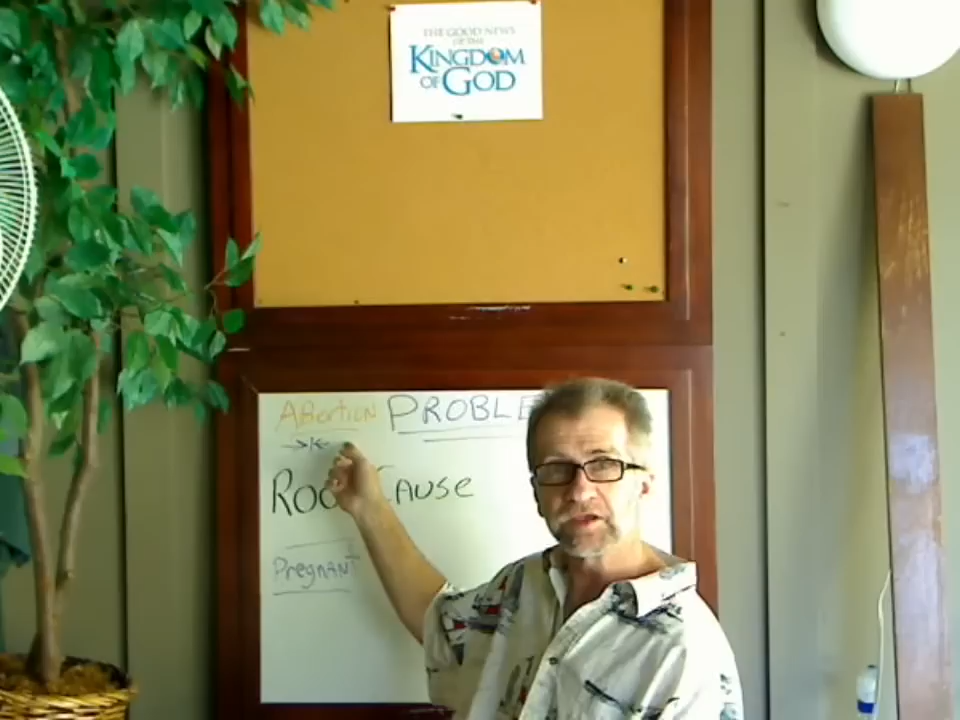 THE GOOD NEWS
OF THE
KINGDOM
OF GOD
ABortioN PROBLE
Roo CAUSE
PregNANT